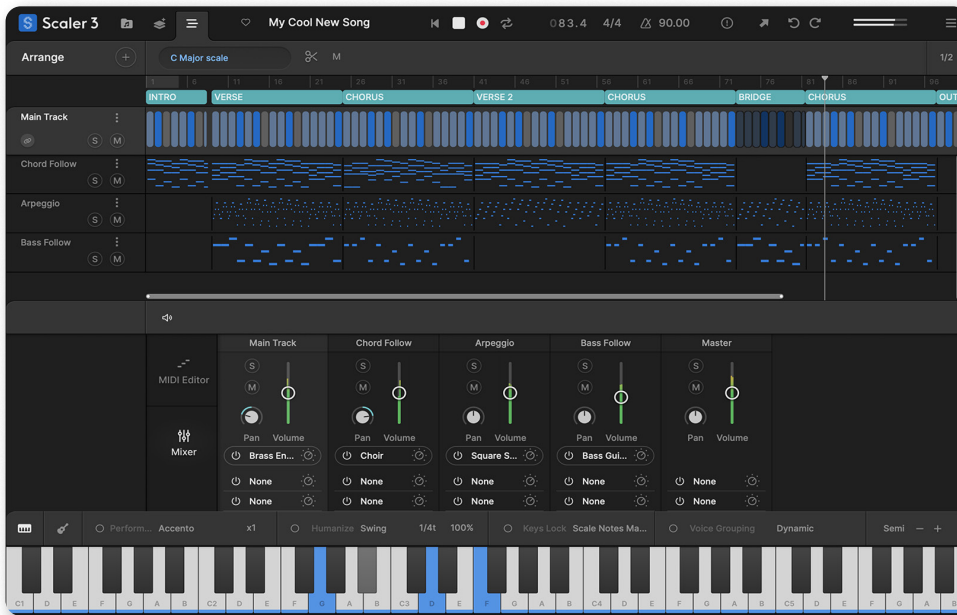 S Scaler 3 My Cool New Song 083.4 4/4 90.00
Arrange C Major scale M 1/2
1 6 11 16 21 26 31 36 41 46 51 56 61 66 71 76 81 86 91 96
INTRO VERSE CHORUS VERSE 2 CHORUS BRIDGE CHORUS OUT
Main Track
S M
Chord Follow
S M
Arpeggio
S M
Bass Follow
S M
Main Track Chord Follow Arpeggio Bass Follow Master
S S S S S
MIDI Editor
M M M M M
Pan Volume Pan Volume Pan Volume Pan Volume Pan Volume
Mixer
Brass En... Choir Square S... Bass Gui...
None None None None None
None None None None None
Perform... Accento x1 Humanize Swing 1/4t 100% Keys Lock Scale Notes Ma... Voice Grouping Dynamic Semi − +
C1 D E F G A B C2 D E F G A B C3 D E F G A B C4 D E F G A B C5 D E F G A B